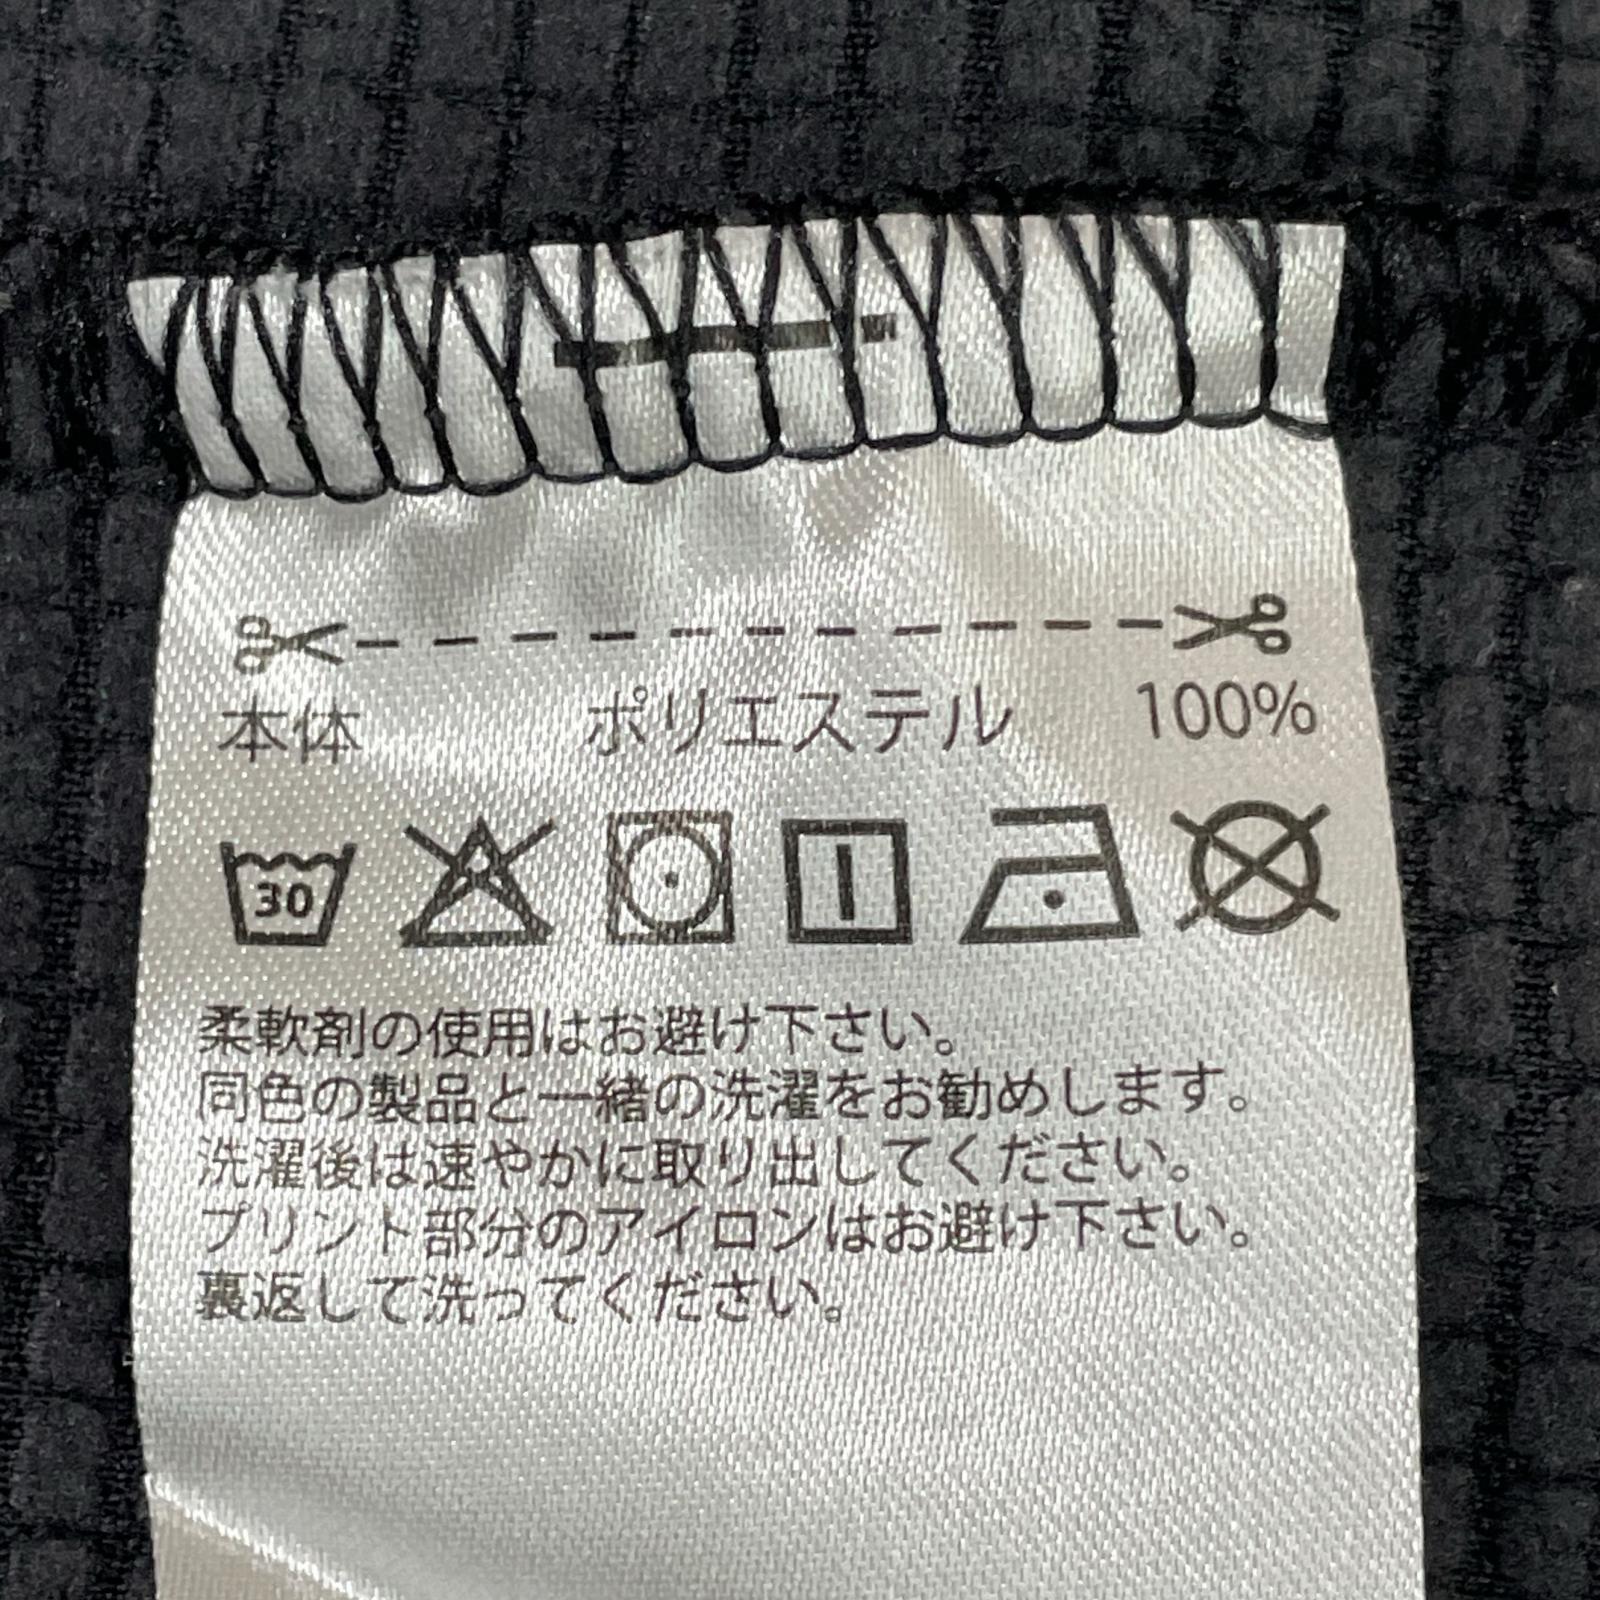 本体 ポリエステル 100%
30
柔軟剤の使用はお避け下さい。
同色の製品と一緒の洗濯をお勧めします。
洗濯後は速やかに取り出してください。
プリント部分のアイロンはお避け下さい。
裏返して洗ってください。